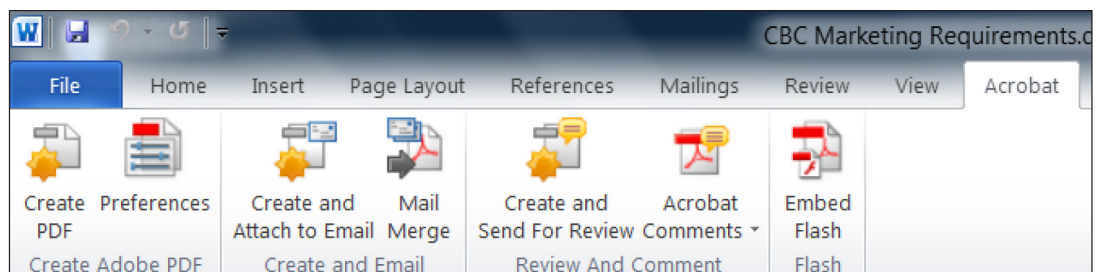 W
CBC Marketing Requirements.d
File Home Insert Page Layout References Mailings Review View Acrobat
Create Preferences Create and Mail Create and Acrobat Embed
PDF Attach to Email Merge Send For Review Comments Flash
Create Adobe PDF Create and Email Review And Comment Flash